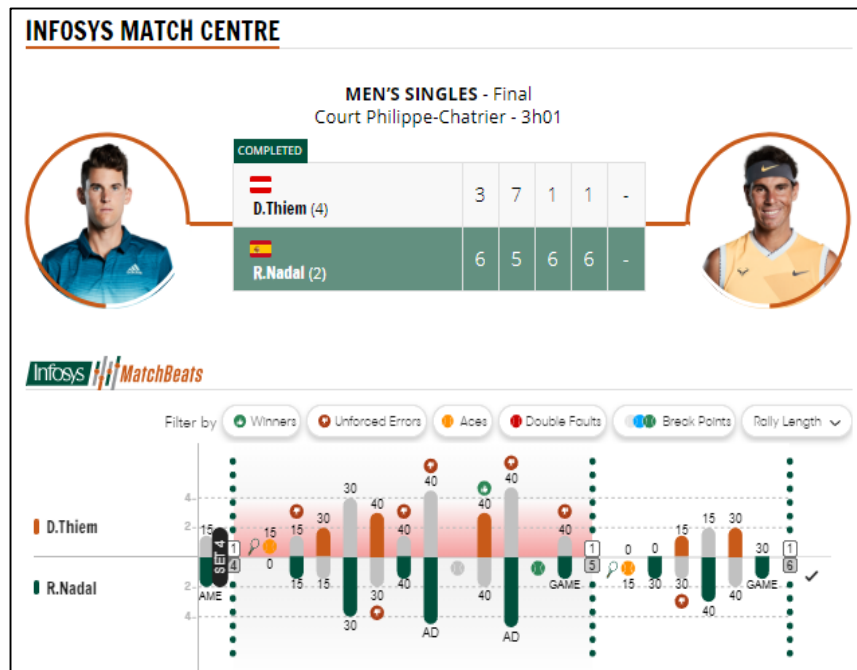 INFOSYS MATCH CENTRE
MEN'S SINGLES - Final
Court Philippe-Chatrier - 3h01
COMPLETED
D.Thiem (4) 3 7 1 1 -
R.Nadal (2) 6 5 6 6 -
Infosys MatchBeats
Filter by Winners Unforced Errors Aces Double Faults Break Points Rally Length
40 40
30 40 40
4
15 15 15 30 40 40 40 0 0 15 15 30 30
2
D.Thiem
SET 4
1 1 1
4 5 6
0
R.Nadal
2
AME 15 15 30 40 40 GAME 15 30 30 40 GAME
4
30 AD AD 40